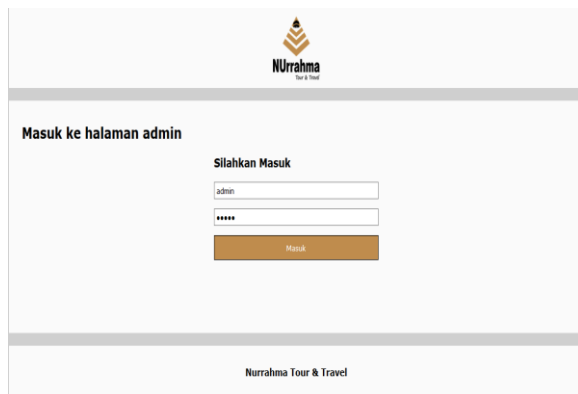 NUrrahma
Tour & Travel
Masuk ke halaman admin
Silahkan Masuk
admin
•••••
Masuk
Nurrahma Tour & Travel